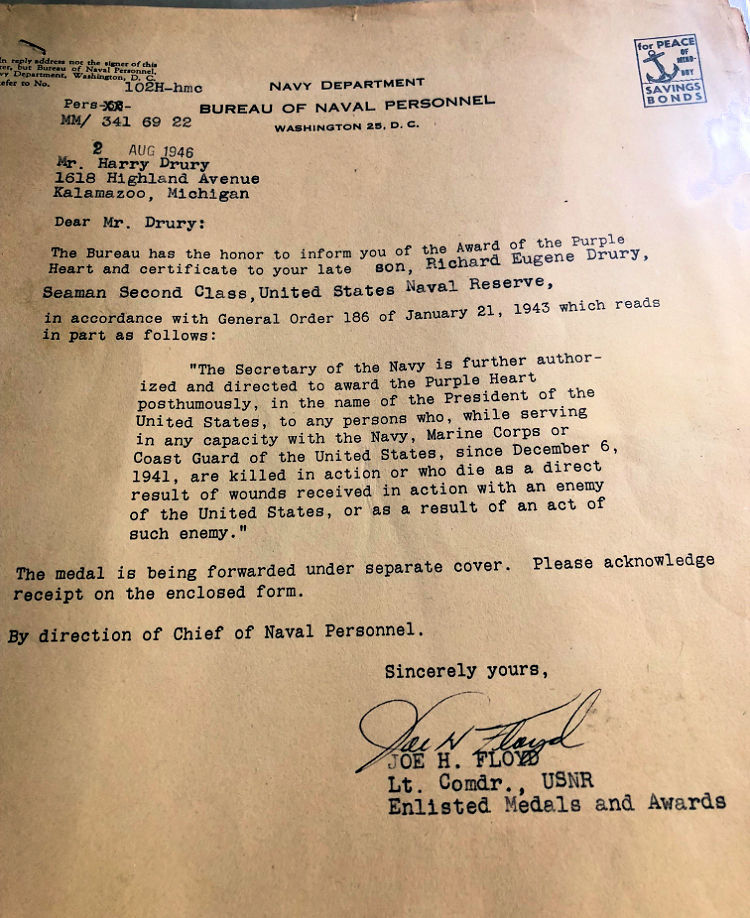 In reply address not the signer of this
but Bureau of Naval Personnel,
Navy Department, Washington, D. C.
refer to No.
102H-hmc
Pers-
MM/ 341 69 22
NAVY DEPARTMENT
BUREAU OF NAVAL PERSONNEL
WASHINGTON 25, D. C.
for PEACE
SAVINGS
BONDS
2 AUG 1946
Mr. Harry Drury
1618 Highland Avenue
Kalamazoo, Michigan
Dear Mr. Drury:
The Bureau has the honor to inform you of the Award of the Purple
Heart and certificate to your late son, Richard Eugene Drury,
Seaman Second Class,United States Naval Reserve,
in accordance with General Order 186 of January 21, 1943 which reads
in part as follows:
"The Secretary of the Navy is further author-
ized and directed to award the Purple Heart
posthumously, in the name of the President of the
United States, to any persons who, while serving
in any capacity with the Navy, Marine Corps or
Coast Guard of the United States, since December 6,
1941, are killed in action or who die as a direct
result of wounds received in action with an enemy
of the United States, or as a result of an act of
such enemy."
The medal is being forwarded under separate cover. Please acknowledge
receipt on the enclosed form.
By direction of Chief of Naval Personnel.
Sincerely yours,
Joe H Floyd
JOE H. FLOYD
Lt. Comdr., USNR
Enlisted Medals and Awards